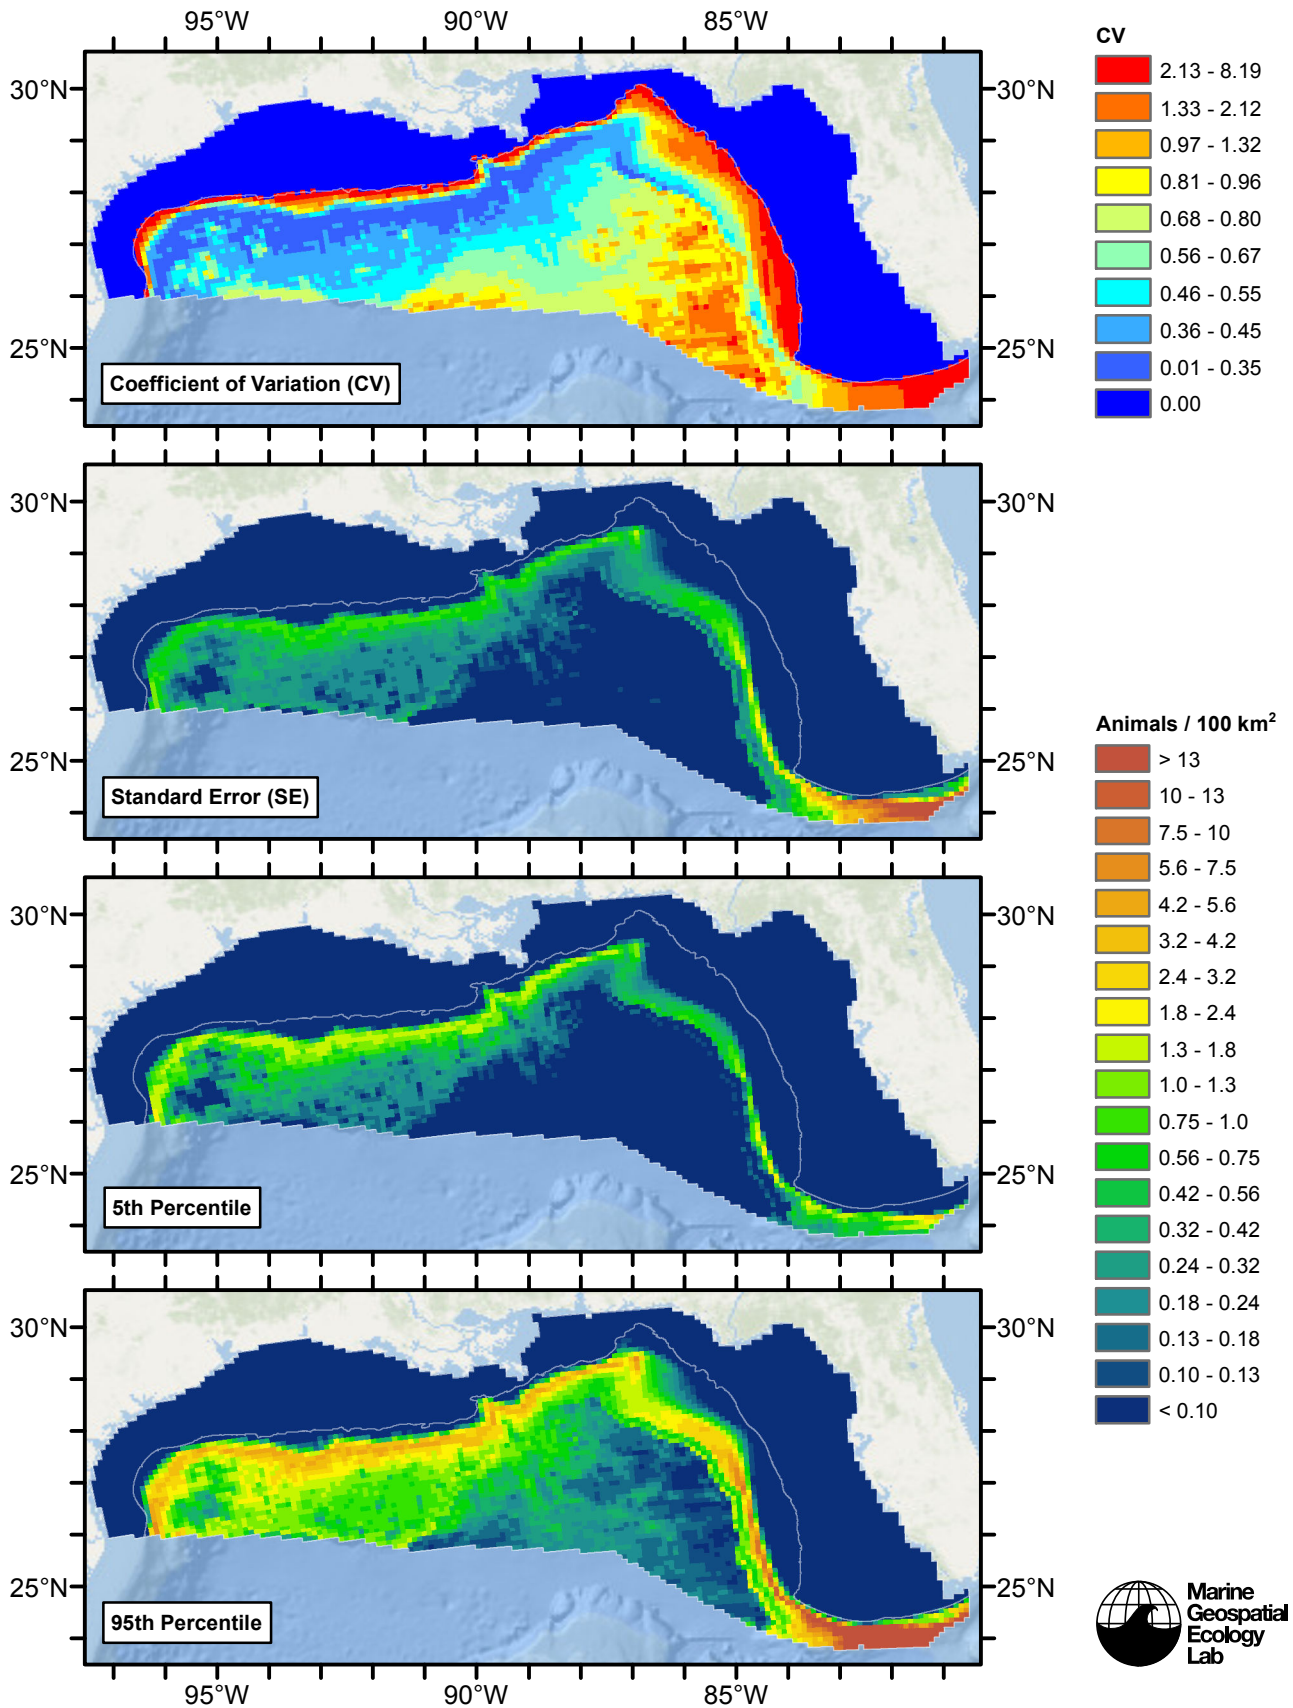 95°W 90°W 85°W
30°N 30°N
25°N 25°N
Coefficient of Variation (CV)
CV
2.13 - 8.19
1.33 - 2.12
0.97 - 1.32
0.81 - 0.96
0.68 - 0.80
0.56 - 0.67
0.46 - 0.55
0.36 - 0.45
0.01 - 0.35
0.00
30°N 30°N
25°N 25°N
Standard Error (SE)
Animals / 100 km²
> 13
10 - 13
7.5 - 10
5.6 - 7.5
4.2 - 5.6
3.2 - 4.2
2.4 - 3.2
1.8 - 2.4
1.3 - 1.8
1.0 - 1.3
0.75 - 1.0
0.56 - 0.75
0.42 - 0.56
0.32 - 0.42
0.24 - 0.32
0.18 - 0.24
0.13 - 0.18
0.10 - 0.13
< 0.10
30°N 30°N
25°N 25°N
5th Percentile
30°N 30°N
25°N 25°N
95th Percentile
95°W 90°W 85°W
Marine
Geospatial
Ecology
Lab